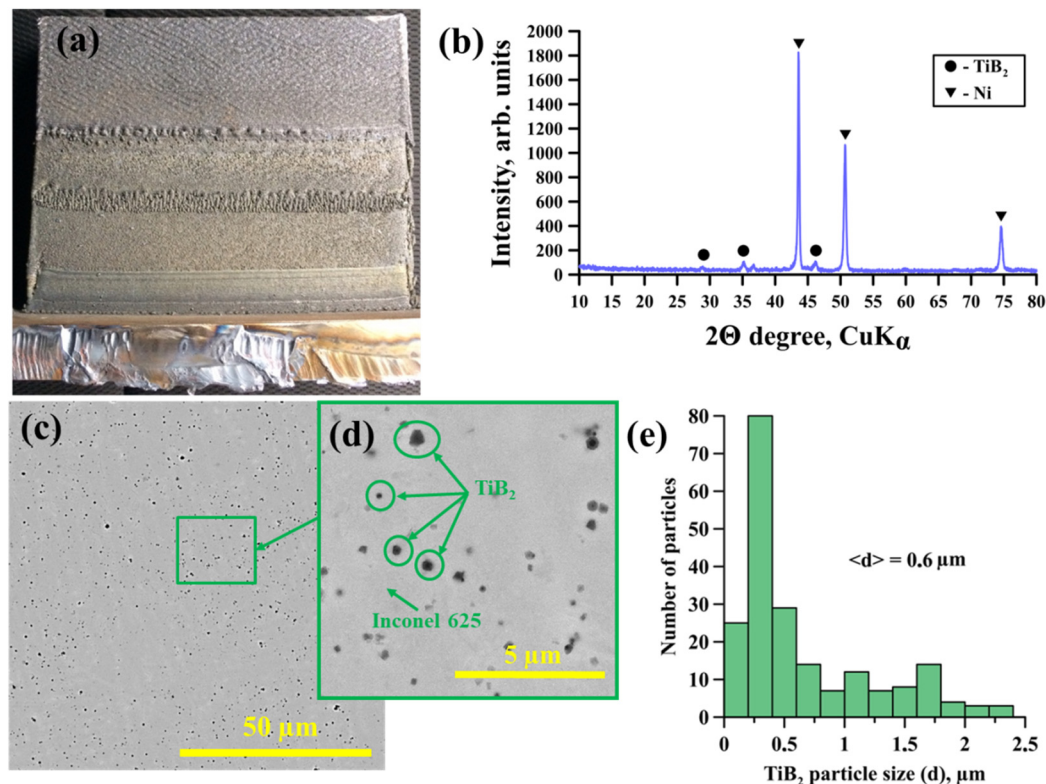 (a)
(b)
Intensity, arb. units
2000
1800
1600
1400
1200
1000
800
600
400
200
0
● - TiB₂
▼ - Ni
10 15 20 25 30 35 40 45 50 55 60 65 70 75 80
2Θ degree, CuKα
(c)
50 μm
(d)
TiB₂
Inconel 625
5 μm
(e)
Number of particles
80
70
60
50
40
30
20
10
0
<d> = 0.6 μm
0 0.5 1 1.5 2 2.5
TiB₂ particle size (d), μm